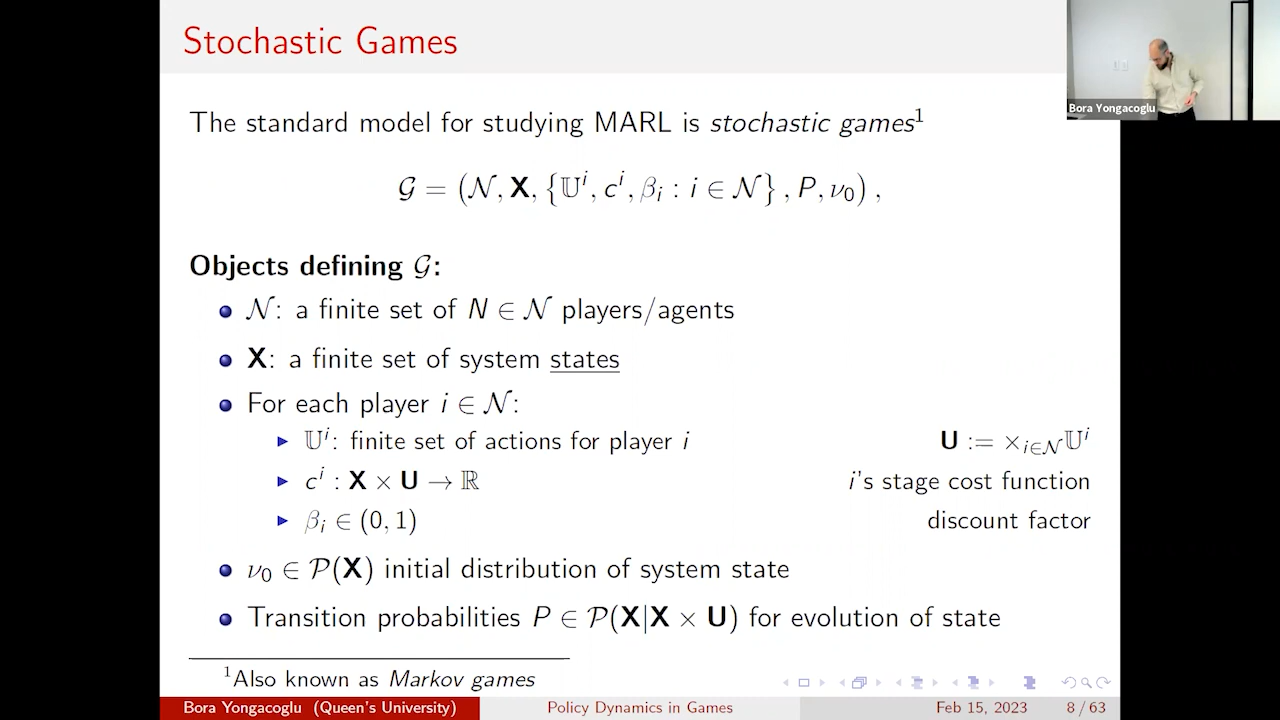 Stochastic Games
Bora Yongacoglu
The standard model for studying MARL is stochastic games¹
𝒢 = (𝒩, 𝐗, {𝕌ⁱ, cⁱ, βᵢ : i ∈ 𝒩}, P, ν₀),
Objects defining 𝒢:
𝒩: a finite set of N ∈ 𝒩 players/agents
𝐗: a finite set of system states
For each player i ∈ 𝒩:
𝕌ⁱ: finite set of actions for player i 𝐔 := ×_{i∈𝒩}𝕌ⁱ
cⁱ : 𝐗 × 𝐔 → ℝ i's stage cost function
βᵢ ∈ (0, 1) discount factor
ν₀ ∈ 𝒫(𝐗) initial distribution of system state
Transition probabilities P ∈ 𝒫(𝐗|𝐗 × 𝐔) for evolution of state
¹Also known as Markov games
Bora Yongacoglu (Queen's University) Policy Dynamics in Games Feb 15, 2023 8 / 63